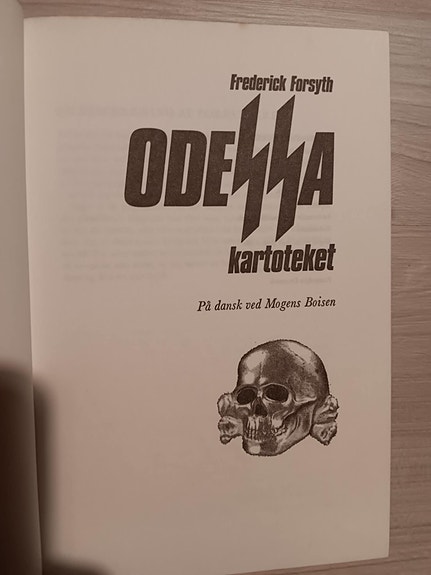 Frederick Forsyth
ODESSA
kartoteket
På dansk ved Mogens Boisen